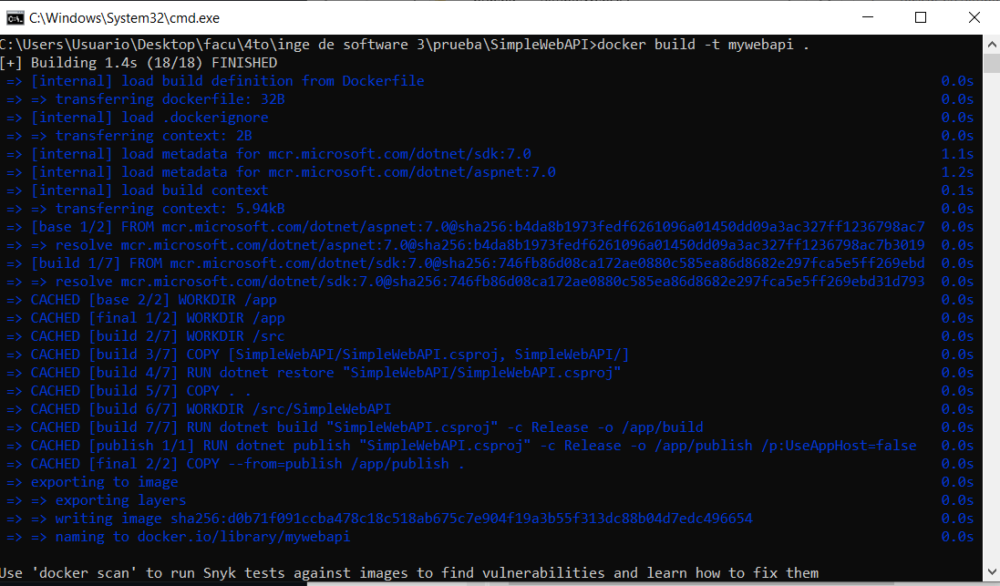 C:\Windows\System32\cmd.exe
C:\Users\Usuario\Desktop\facu\4to\inge de software 3\prueba\SimpleWebAPI>docker build -t mywebapi .
[+] Building 1.4s (18/18) FINISHED
=> [internal] load build definition from Dockerfile 0.0s
=> => transferring dockerfile: 32B 0.0s
=> [internal] load .dockerignore 0.0s
=> => transferring context: 2B 0.0s
=> [internal] load metadata for mcr.microsoft.com/dotnet/sdk:7.0 1.1s
=> [internal] load metadata for mcr.microsoft.com/dotnet/aspnet:7.0 1.2s
=> [internal] load build context 0.1s
=> => transferring context: 5.94kB 0.0s
=> [base 1/2] FROM mcr.microsoft.com/dotnet/aspnet:7.0@sha256:b4da8b1973fedf6261096a01450dd09a3ac327ff1236798ac7 0.0s
=> => resolve mcr.microsoft.com/dotnet/aspnet:7.0@sha256:b4da8b1973fedf6261096a01450dd09a3ac327ff1236798ac7b3019 0.0s
=> [build 1/7] FROM mcr.microsoft.com/dotnet/sdk:7.0@sha256:746fb86d08ca172ae0880c585ea86d8682e297fca5e5ff269ebd 0.0s
=> => resolve mcr.microsoft.com/dotnet/sdk:7.0@sha256:746fb86d08ca172ae0880c585ea86d8682e297fca5e5ff269ebd31d793 0.0s
=> CACHED [base 2/2] WORKDIR /app 0.0s
=> CACHED [final 1/2] WORKDIR /app 0.0s
=> CACHED [build 2/7] WORKDIR /src 0.0s
=> CACHED [build 3/7] COPY [SimpleWebAPI/SimpleWebAPI.csproj, SimpleWebAPI/] 0.0s
=> CACHED [build 4/7] RUN dotnet restore "SimpleWebAPI/SimpleWebAPI.csproj" 0.0s
=> CACHED [build 5/7] COPY . . 0.0s
=> CACHED [build 6/7] WORKDIR /src/SimpleWebAPI 0.0s
=> CACHED [build 7/7] RUN dotnet build "SimpleWebAPI.csproj" -c Release -o /app/build 0.0s
=> CACHED [publish 1/1] RUN dotnet publish "SimpleWebAPI.csproj" -c Release -o /app/publish /p:UseAppHost=false 0.0s
=> CACHED [final 2/2] COPY --from=publish /app/publish . 0.0s
=> exporting to image 0.0s
=> => exporting layers 0.0s
=> => writing image sha256:d0b71f091ccba478c18c518ab675c7e904f19a3b55f313dc88b04d7edc496654 0.0s
=> => naming to docker.io/library/mywebapi 0.0s
Use 'docker scan' to run Snyk tests against images to find vulnerabilities and learn how to fix them